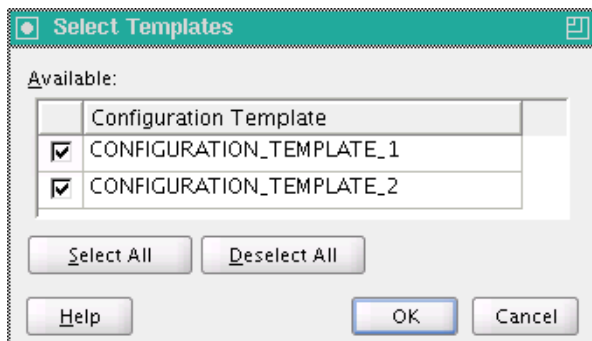 Select Templates
Available:
Configuration Template
CONFIGURATION_TEMPLATE_1
CONFIGURATION_TEMPLATE_2
Select All Deselect All
Help OK Cancel